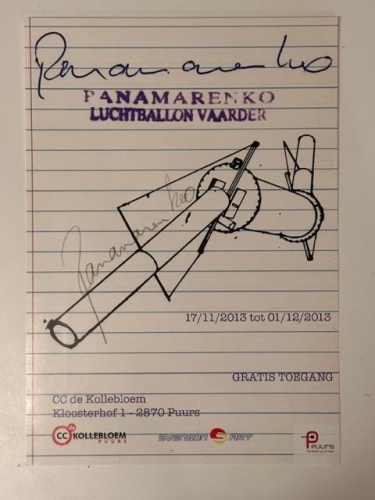 Panamarenko
PANAMARENKO
LUCHTBALLON VAARDER
Panamarenko
17/11/2013 tot 01/12/2013
GRATIS TOEGANG
CC de Kollebloem
Kloosterhof 1 - 2870 Puurs
CC de KOLLEBLOEM
PUURS
P
PUURS